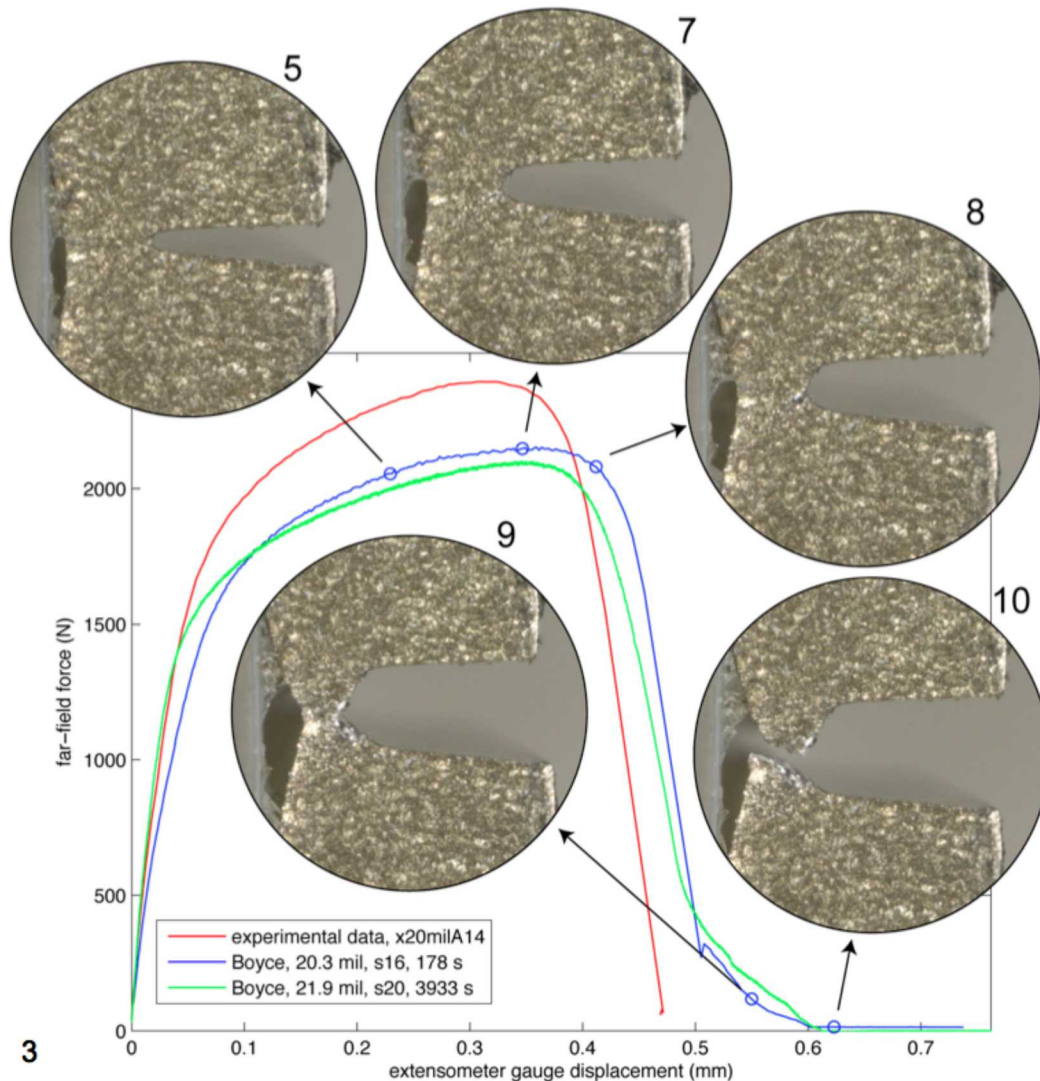 5
7
8
9
10
2000
1500
1000
500
0
far-field force (N)
experimental data, x20milA14
Boyce, 20.3 mil, s16, 178 s
Boyce, 21.9 mil, s20, 3933 s
0 0.1 0.2 0.3 0.4 0.5 0.6 0.7
extensometer gauge displacement (mm)
3